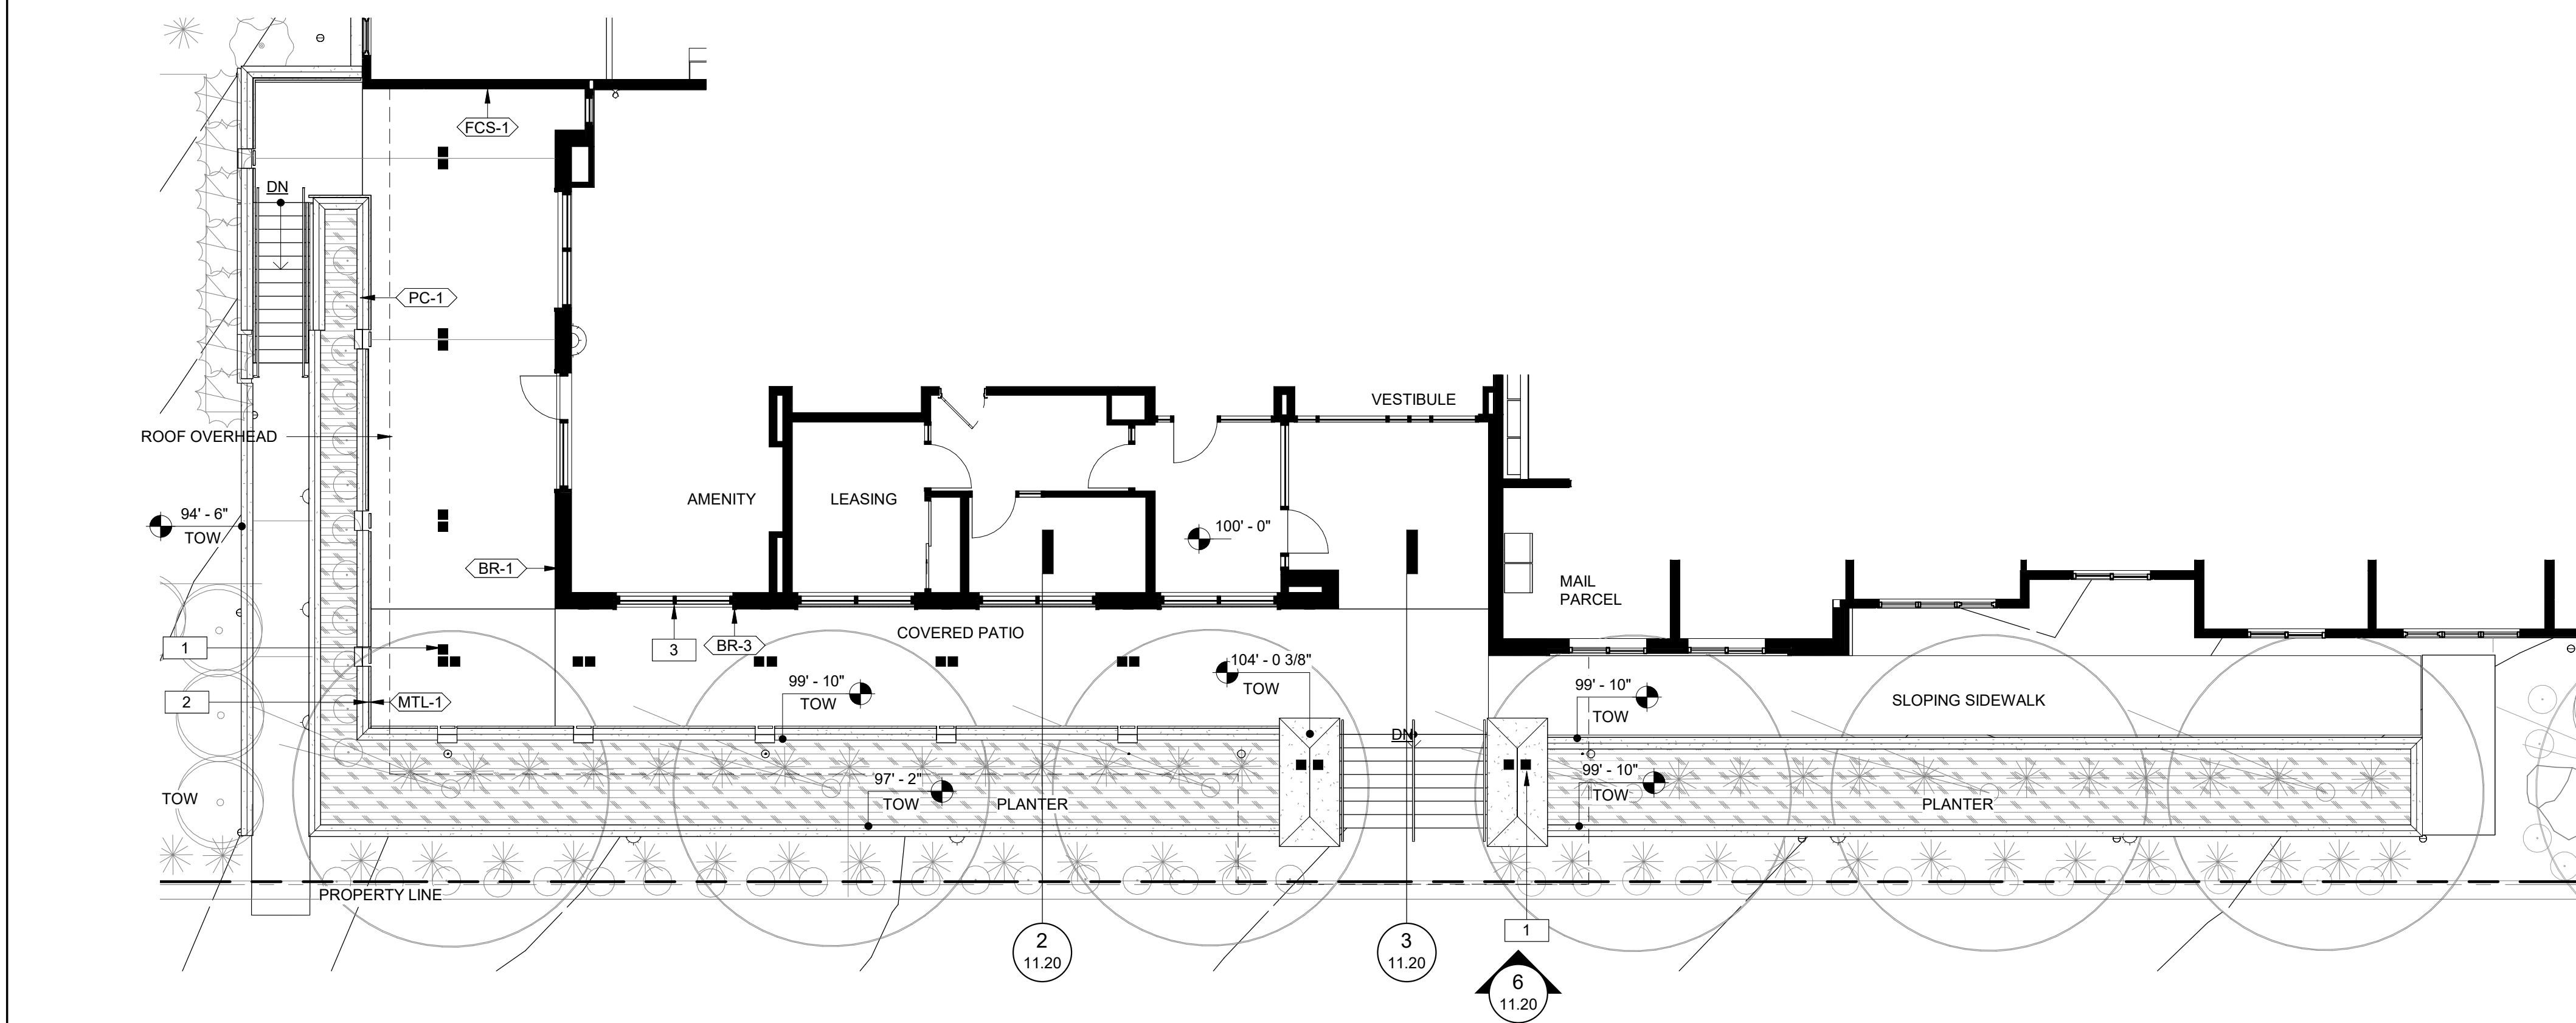 FCS-1
DN
PC-1
VESTIBULE
ROOF OVERHEAD
AMENITY
LEASING
94' - 6"
TOW
100' - 0"
BR-1
MAIL
PARCEL
COVERED PATIO
1
3
BR-3
104' - 0 3/8"
TOW
99' - 10"
TOW
99' - 10"
TOW
2
MTL-1
SLOPING SIDEWALK
DN
97' - 2"
TOW
99' - 10"
TOW
TOW
PLANTER
PLANTER
PROPERTY LINE
2
11.20
3
11.20
1
6
11.20